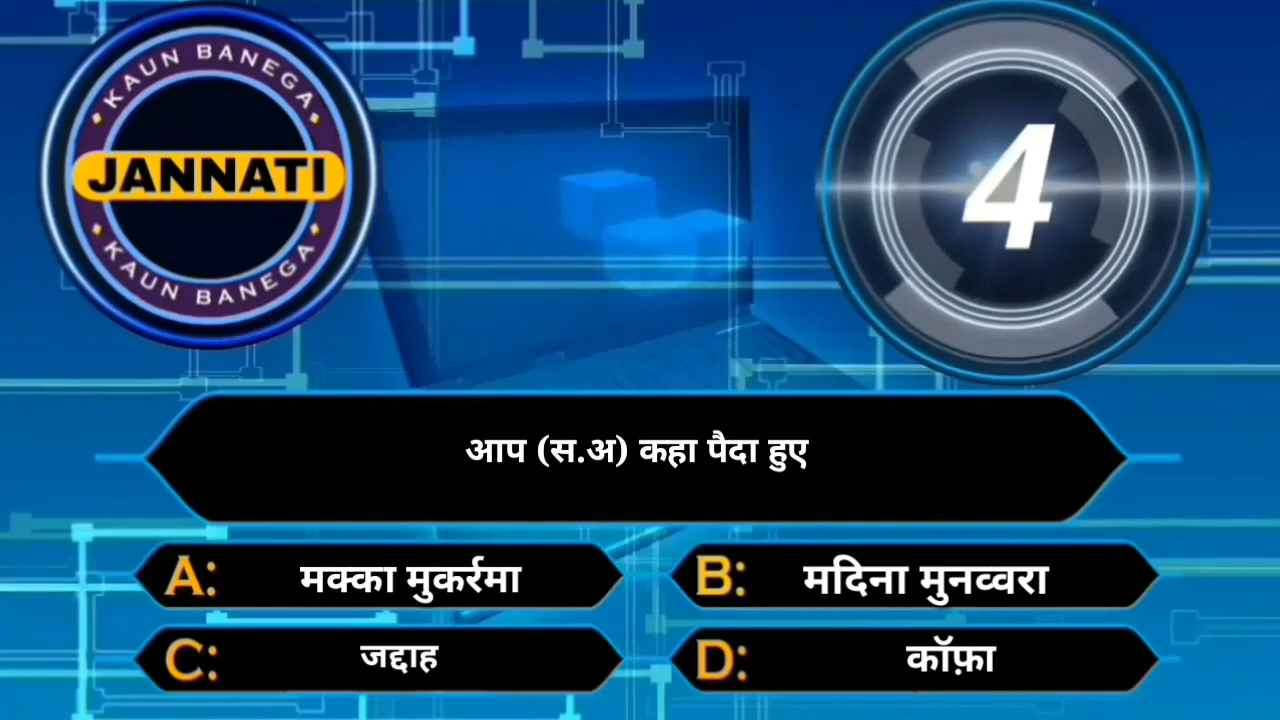 KAUN BANEGA
JANNATI
KAUN BANEGA
4
आप (स.अ) कहा पैदा हुए
A: मक्का मुकर्रमा
B: मदिना मुनव्वरा
C: जद्दाह
D: कॉफ़ा